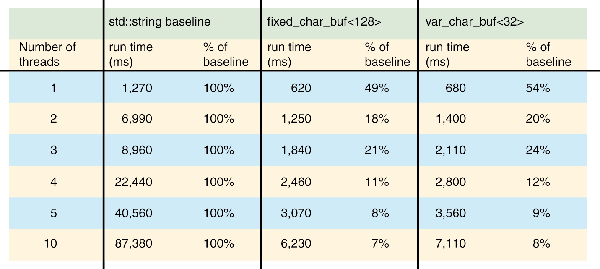 std::string baseline fixed_char_buf<128> var_char_buf<32>
Number of run time % of run time % of run time % of
threads (ms) baseline (ms) baseline (ms) baseline
1 1,270 100% 620 49% 680 54%
2 6,990 100% 1,250 18% 1,400 20%
3 8,960 100% 1,840 21% 2,110 24%
4 22,440 100% 2,460 11% 2,800 12%
5 40,560 100% 3,070 8% 3,560 9%
10 87,380 100% 6,230 7% 7,110 8%